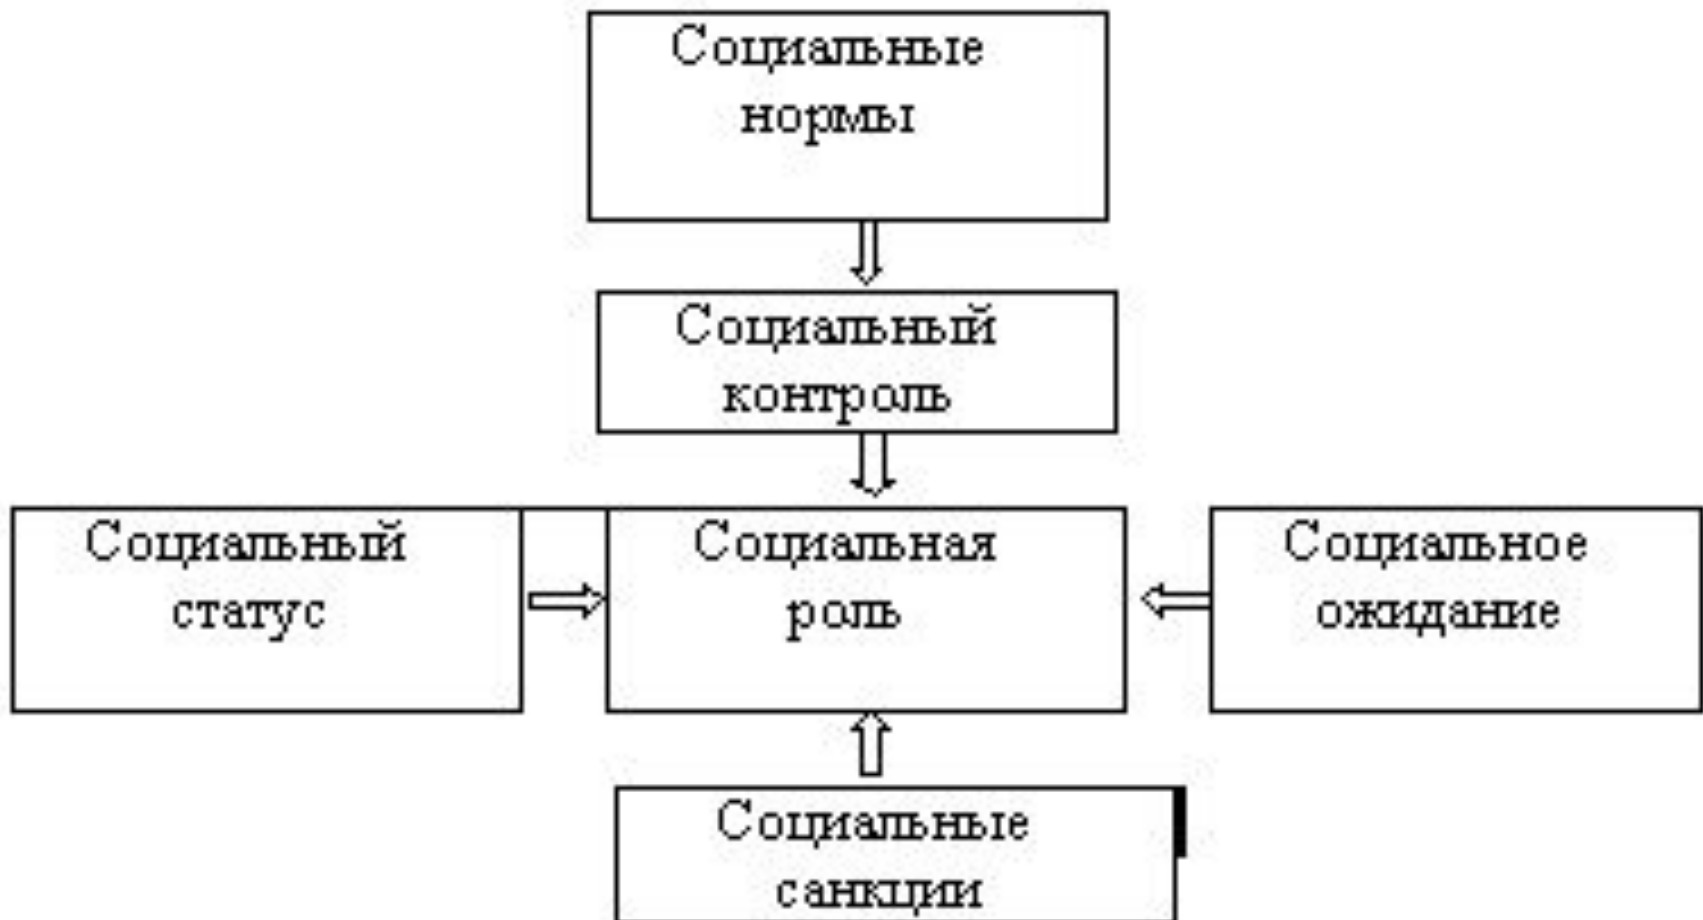 Социальные
нормы
Социальный
контроль
Социальный
статус
Социальная
роль
Социальное
ожидание
Социальные
санкции